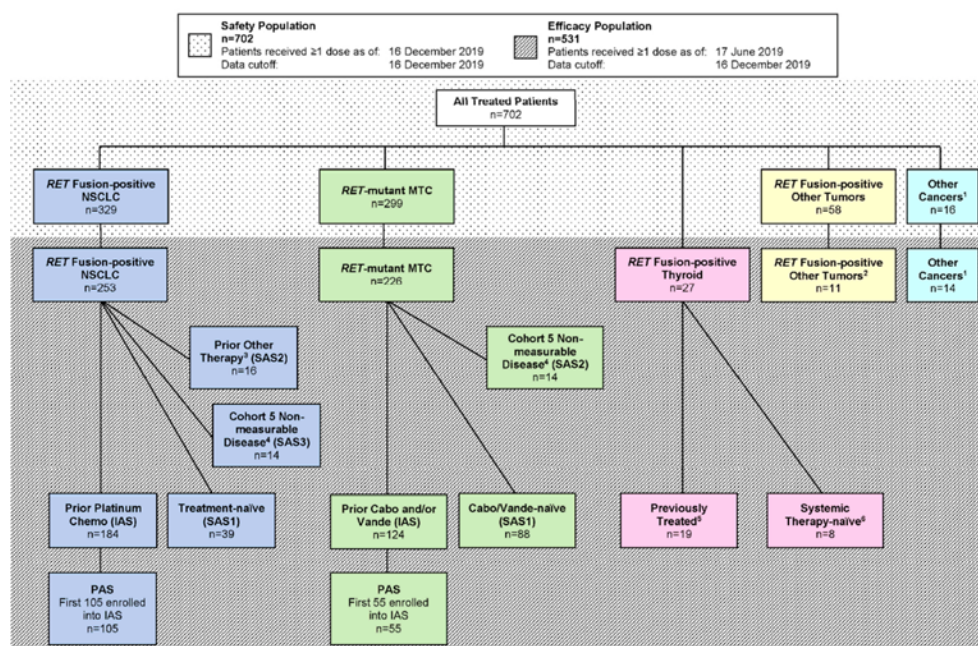 Safety Population
n=702
Patients received ≥1 dose as of: 16 December 2019
Data cutoff: 16 December 2019
Efficacy Population
n=531
Patients received ≥1 dose as of: 17 June 2019
Data cutoff: 16 December 2019
All Treated Patients
n=702
RET Fusion-positive
NSCLC
n=329
RET-mutant MTC
n=299
RET Fusion-positive
Other Tumors
n=58
Other
Cancers¹
n=16
RET Fusion-positive
NSCLC
n=253
RET-mutant MTC
n=226
RET Fusion-positive
Thyroid
n=27
RET Fusion-positive
Other Tumors²
n=11
Other
Cancers¹
n=14
Prior Other
Therapy³ (SAS2)
n=16
Cohort 5 Non-
measurable
Disease⁴ (SAS2)
n=14
Cohort 5 Non-
measurable
Disease⁴ (SAS3)
n=14
Prior Platinum
Chemo (IAS)
n=184
Treatment-naïve
(SAS1)
n=39
Prior Cabo and/or
Vande (IAS)
n=124
Cabo/Vande-naïve
(SAS1)
n=88
Previously
Treated⁵
n=19
Systemic
Therapy-naïve⁶
n=8
PAS
First 105 enrolled
into IAS
n=105
PAS
First 55 enrolled
into IAS
n=55